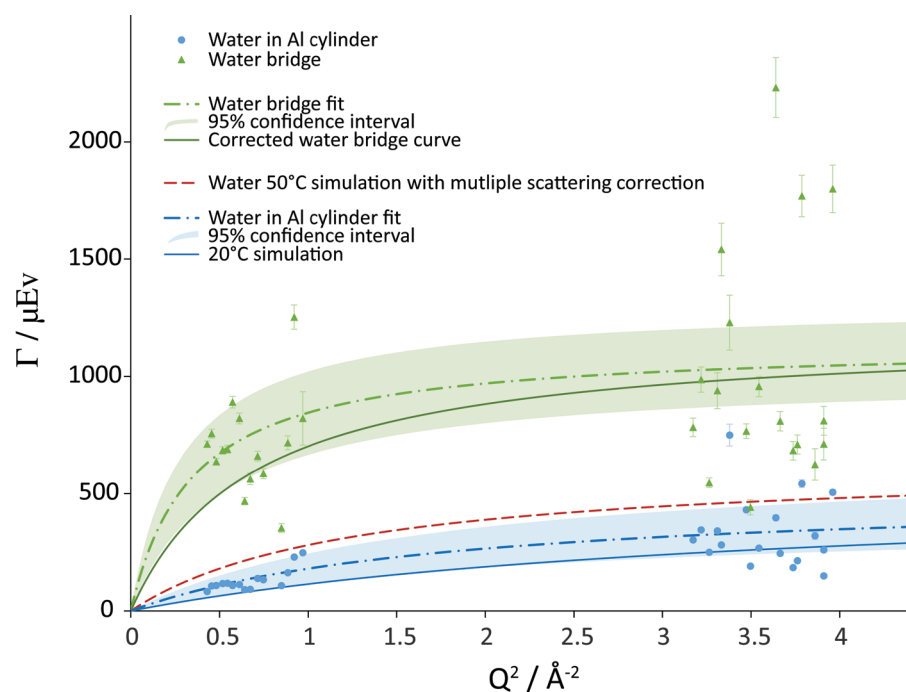 Water in Al cylinder
Water bridge
Water bridge fit
95% confidence interval
Corrected water bridge curve
Water 50°C simulation with mutliple scattering correction
Water in Al cylinder fit
95% confidence interval
20°C simulation
2000
1500
1000
500
0
Γ / µEv
0 0.5 1 1.5 2 2.5 3 3.5 4
Q² / Å⁻²